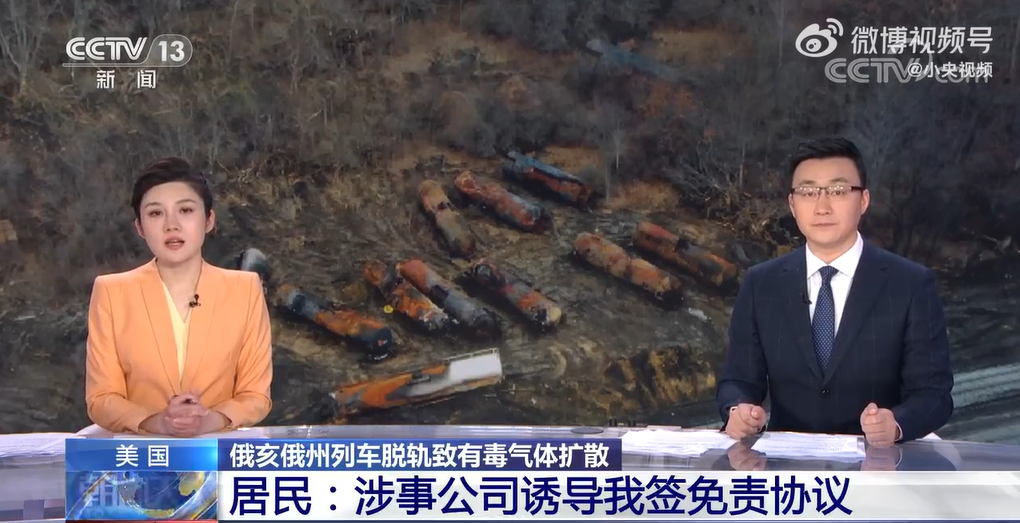 CCTV 13
新闻
微博视频号
CCTV.com
@小央视频
美国
俄亥俄州列车脱轨致有毒气体扩散
居民：涉事公司诱导我签免责协议